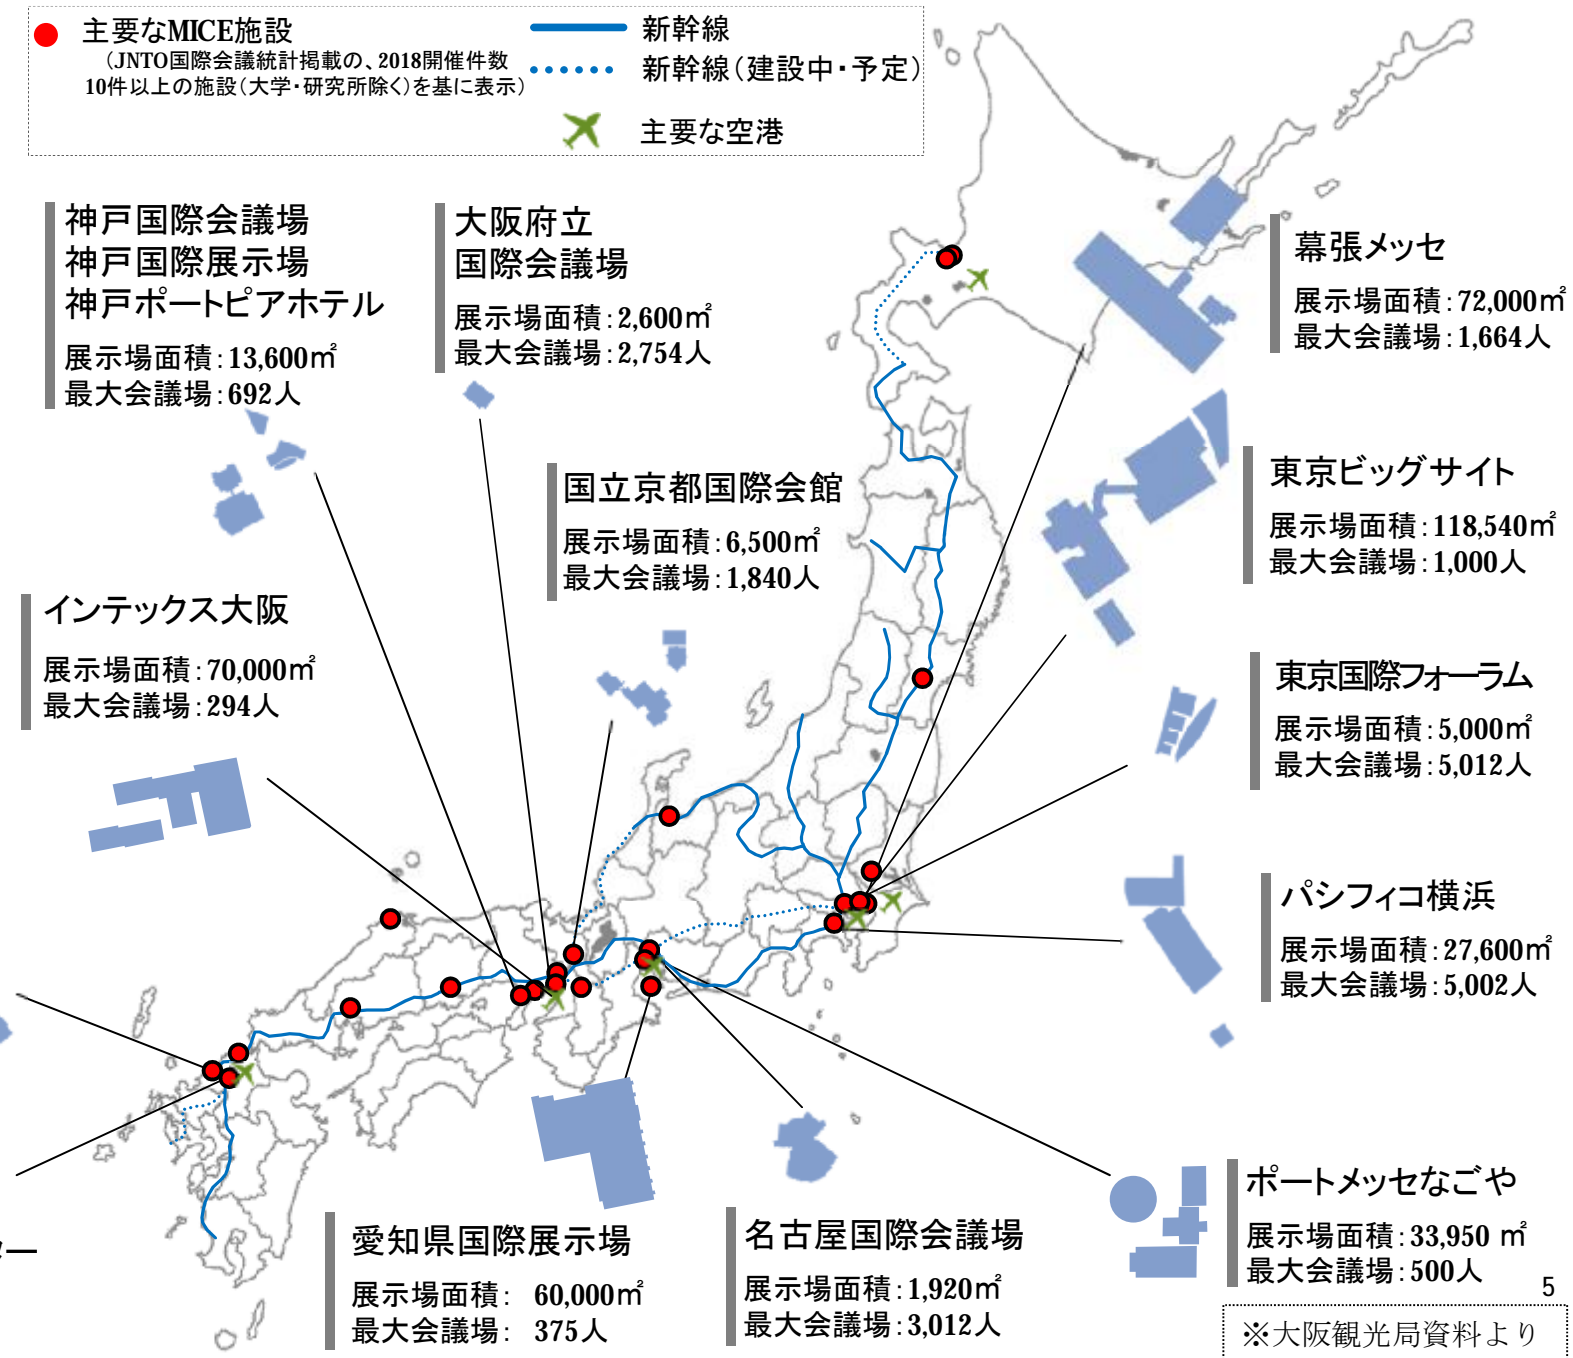 主要なMICE施設
（JNTO国際会議統計掲載の、2018開催件数
10件以上の施設（大学・研究所除く）を基に表示）
新幹線
新幹線（建設中・予定）
主要な空港
神戸国際会議場
神戸国際展示場
神戸ポートピアホテル
展示場面積：13,600㎡
最大会議場：692人
大阪府立
国際会議場
展示場面積：2,600㎡
最大会議場：2,754人
幕張メッセ
展示場面積：72,000㎡
最大会議場：1,664人
国立京都国際会館
展示場面積：6,500㎡
最大会議場：1,840人
東京ビッグサイト
展示場面積：118,540㎡
最大会議場：1,000人
インテックス大阪
展示場面積：70,000㎡
最大会議場：294人
東京国際フォーラム
展示場面積：5,000㎡
最大会議場：5,012人
パシフィコ横浜
展示場面積：27,600㎡
最大会議場：5,002人
ー
愛知県国際展示場
展示場面積： 60,000㎡
最大会議場： 375人
名古屋国際会議場
展示場面積：1,920㎡
最大会議場：3,012人
ポートメッセなごや
展示場面積：33,950 ㎡
最大会議場：500人
5
※大阪観光局資料より